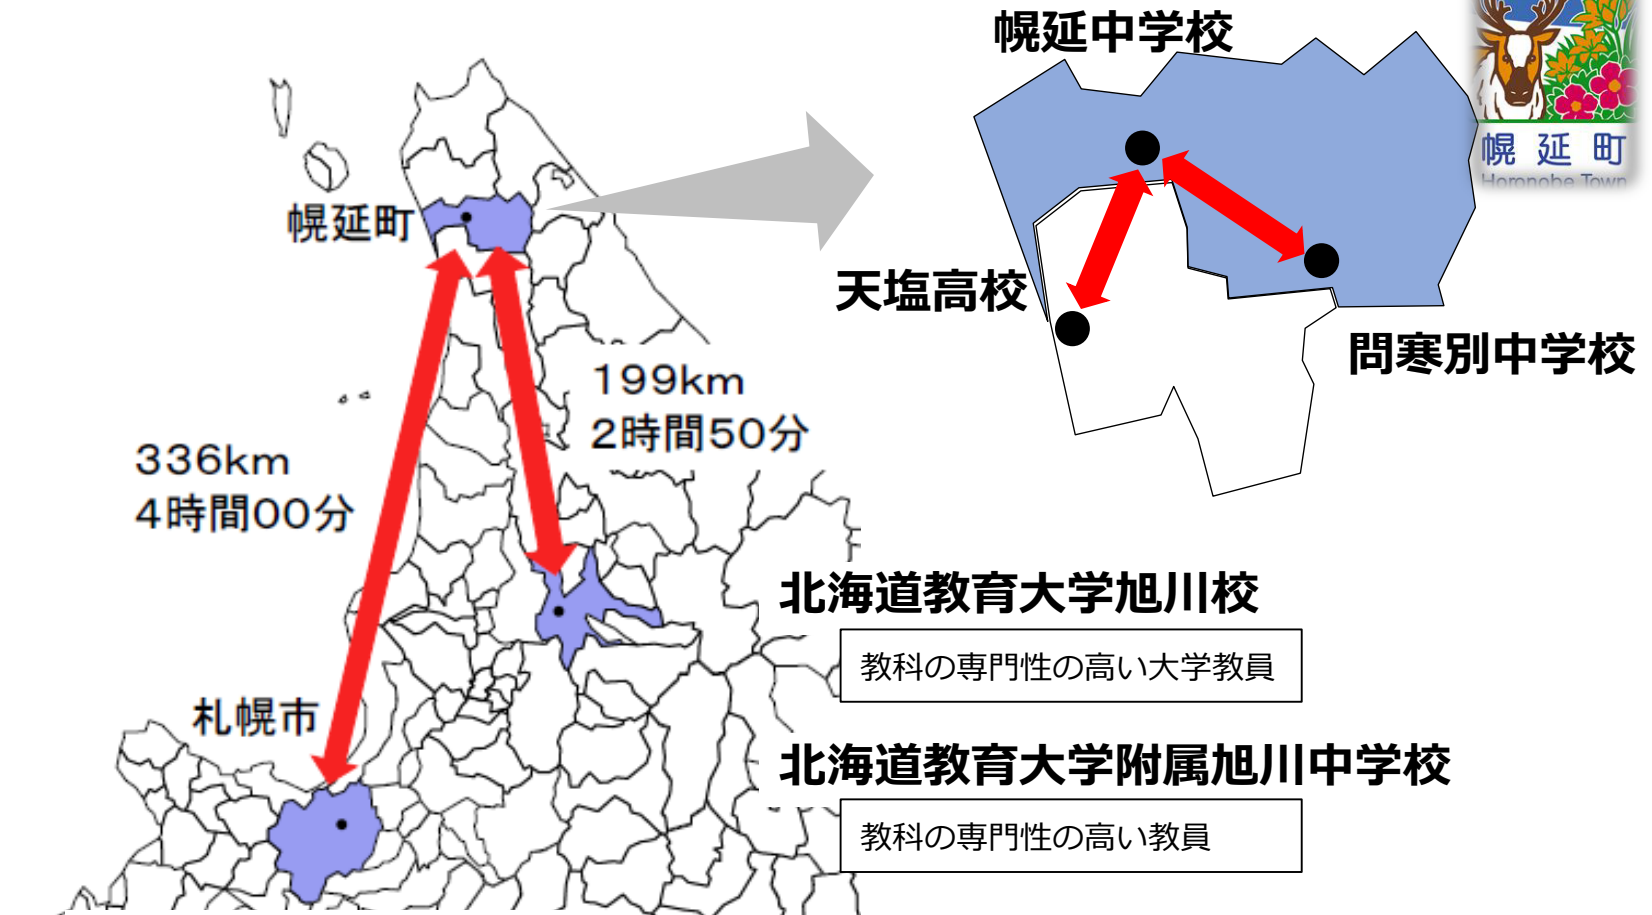 幌延中学校
幌延町
Horonobe Town
幌延町
天塩高校
問寒別中学校
199km
2時間50分
336km
4時間00分
北海道教育大学旭川校
教科の専門性の高い大学教員
札幌市
北海道教育大学附属旭川中学校
教科の専門性の高い教員